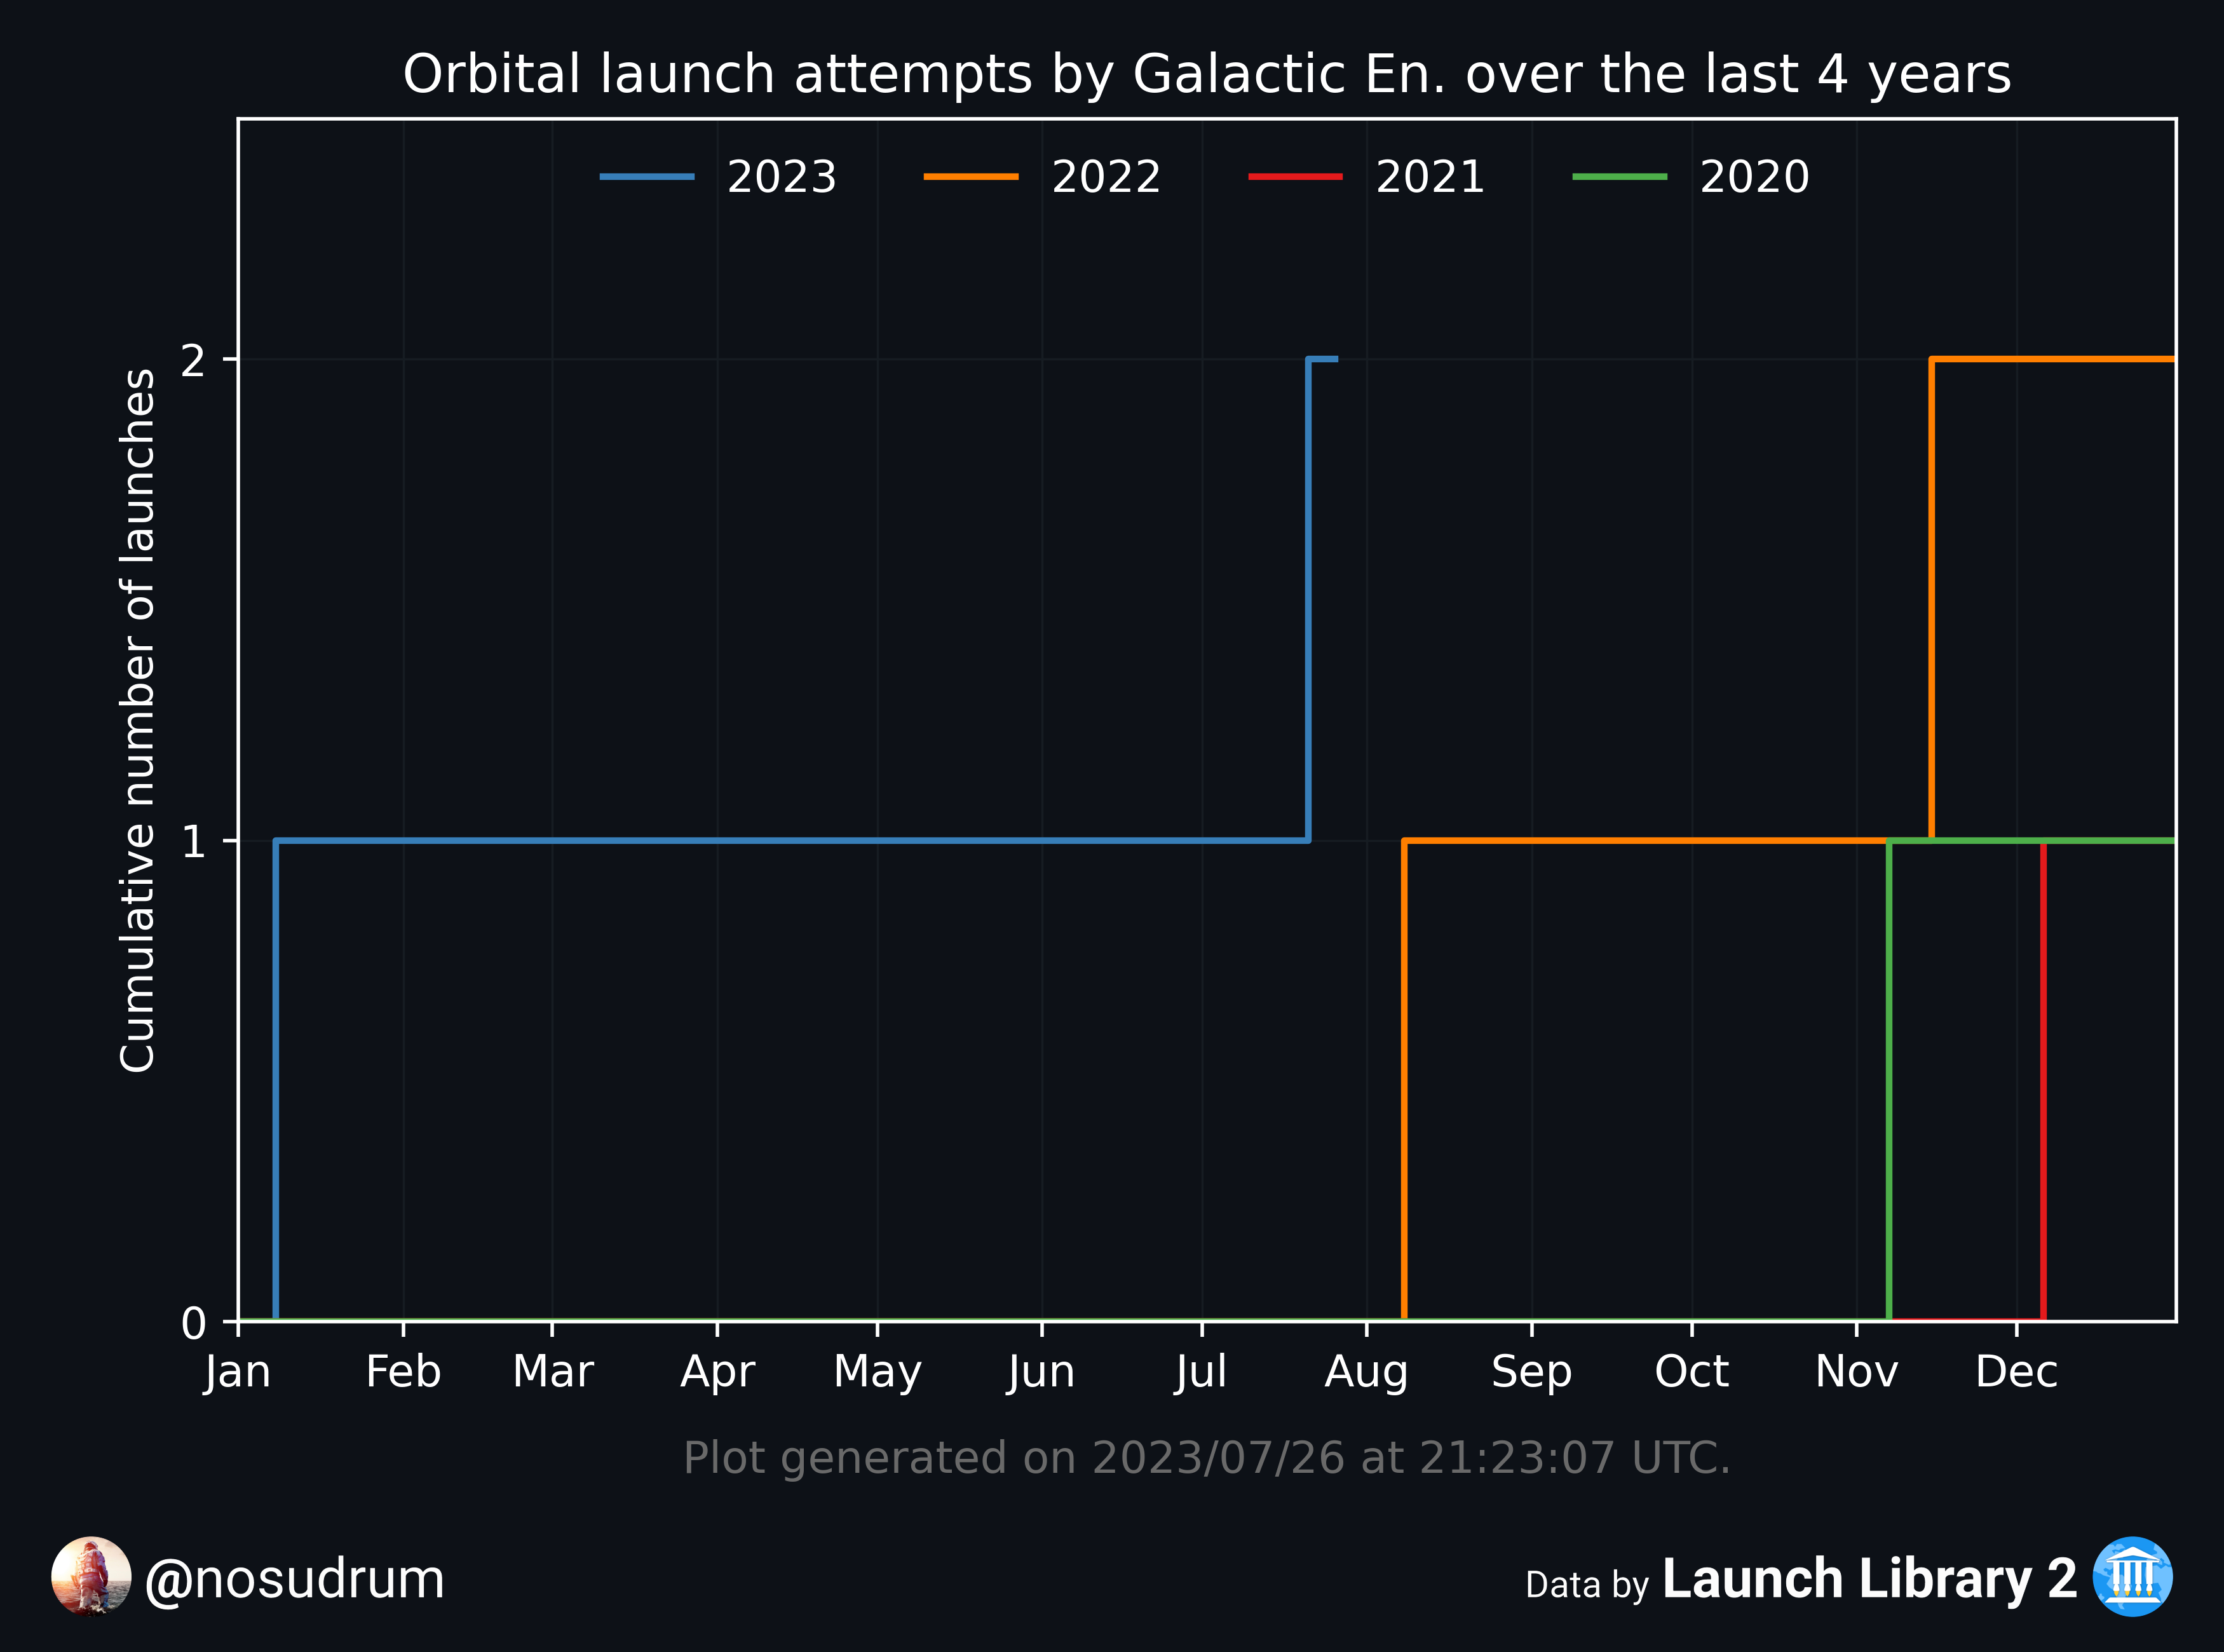 Orbital launch attempts by Galactic En. over the last 4 years
2023 2022 2021 2020
Cumulative number of launches
2
1
0
Jan Feb Mar Apr May Jun Jul Aug Sep Oct Nov Dec
Plot generated on 2023/07/26 at 21:23:07 UTC.
@nosudrum
Data by Launch Library 2